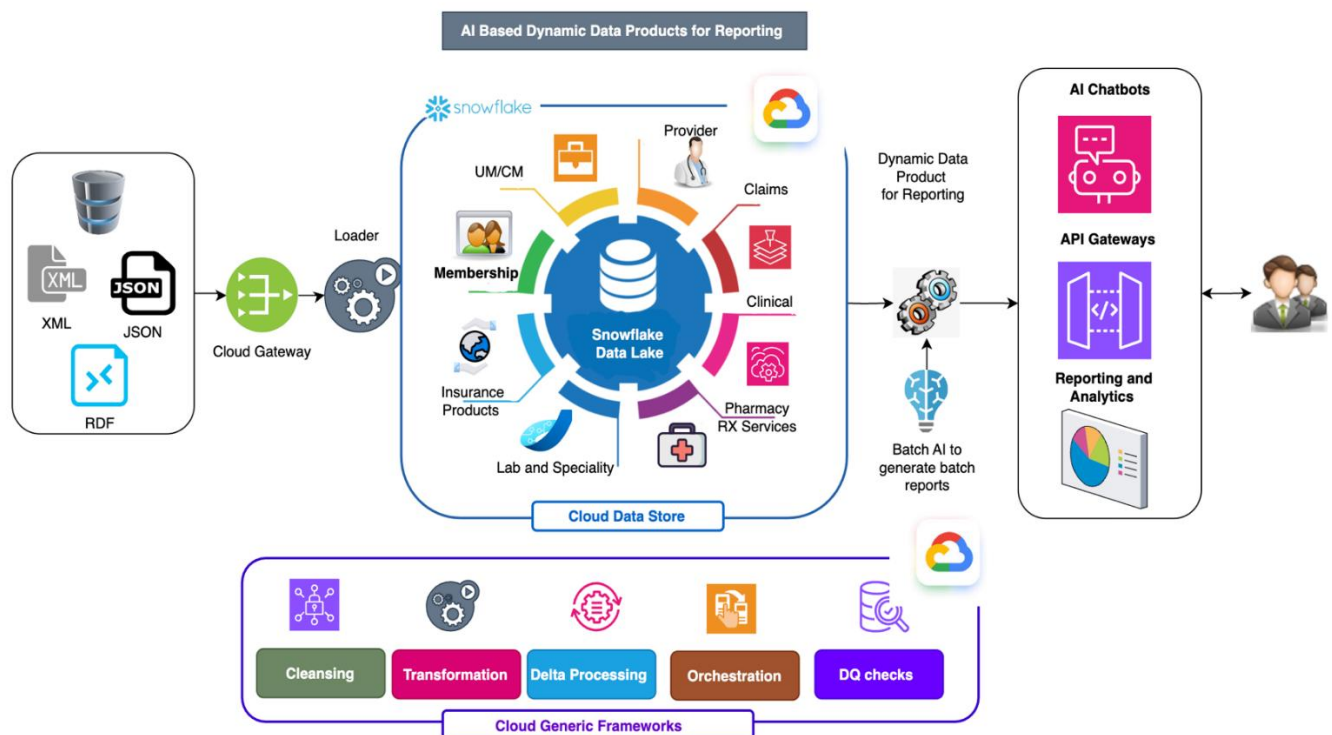 AI Based Dynamic Data Products for Reporting
XML
XML
JSON
JSON
RDF
Cloud Gateway
Loader
snowflake
UM/CM
Provider
Membership
Claims
Clinical
Insurance
Products
Pharmacy
RX Services
Lab and Speciality
Snowflake
Data Lake
Cloud Data Store
Dynamic Data
Product
for Reporting
Batch AI to
generate batch
reports
AI Chatbots
API Gateways
</>
Reporting and
Analytics
Cleansing
Transformation
Delta Processing
Orchestration
DQ checks
Cloud Generic Frameworks